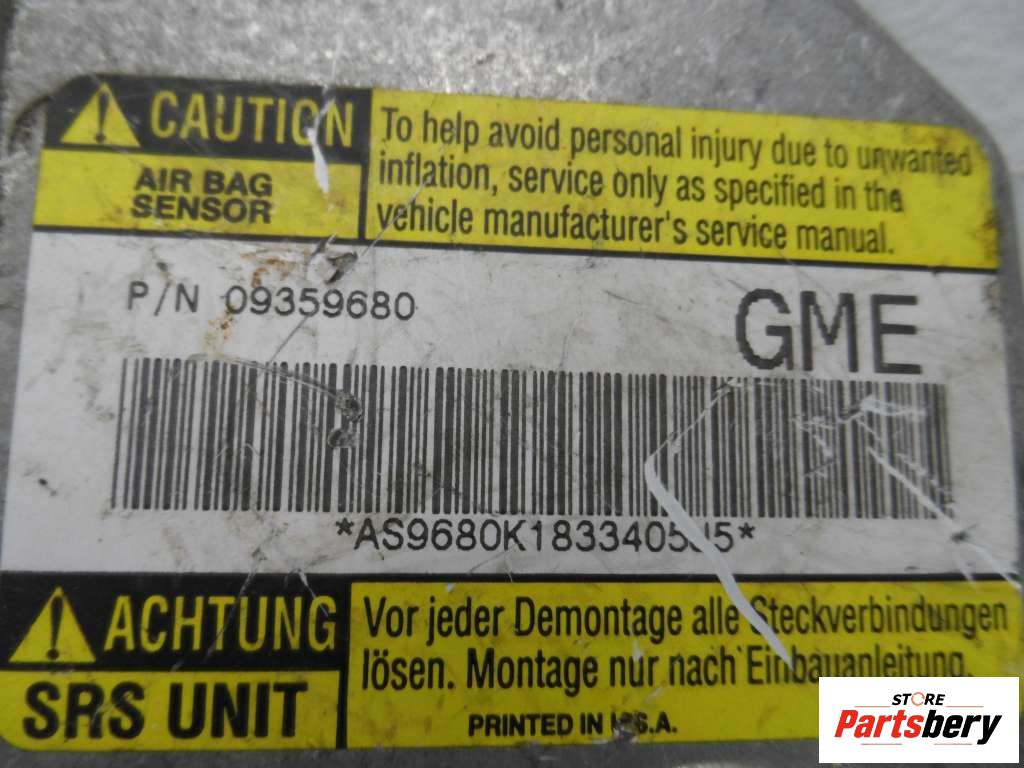 CAUTION
AIR BAG
SENSOR
To help avoid personal injury due to unwanted
inflation, service only as specified in the
vehicle manufacturer's service manual.
P/N 09359680
GME
Achtung
SRS UNIT
Vor jeder Demontage alle Steckverbindungen
lösen. Montage nur nach Einbauanleitung.
PRINTED IN U.S.A.
STORE
Partsbery